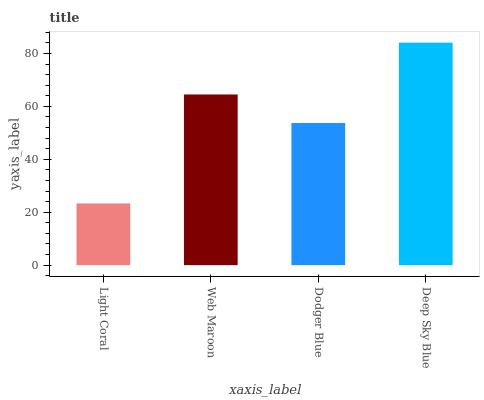 title
yaxis_label
80
60
40
20
0
Light Coral
Web Maroon
Dodger Blue
Deep Sky Blue
xaxis_label